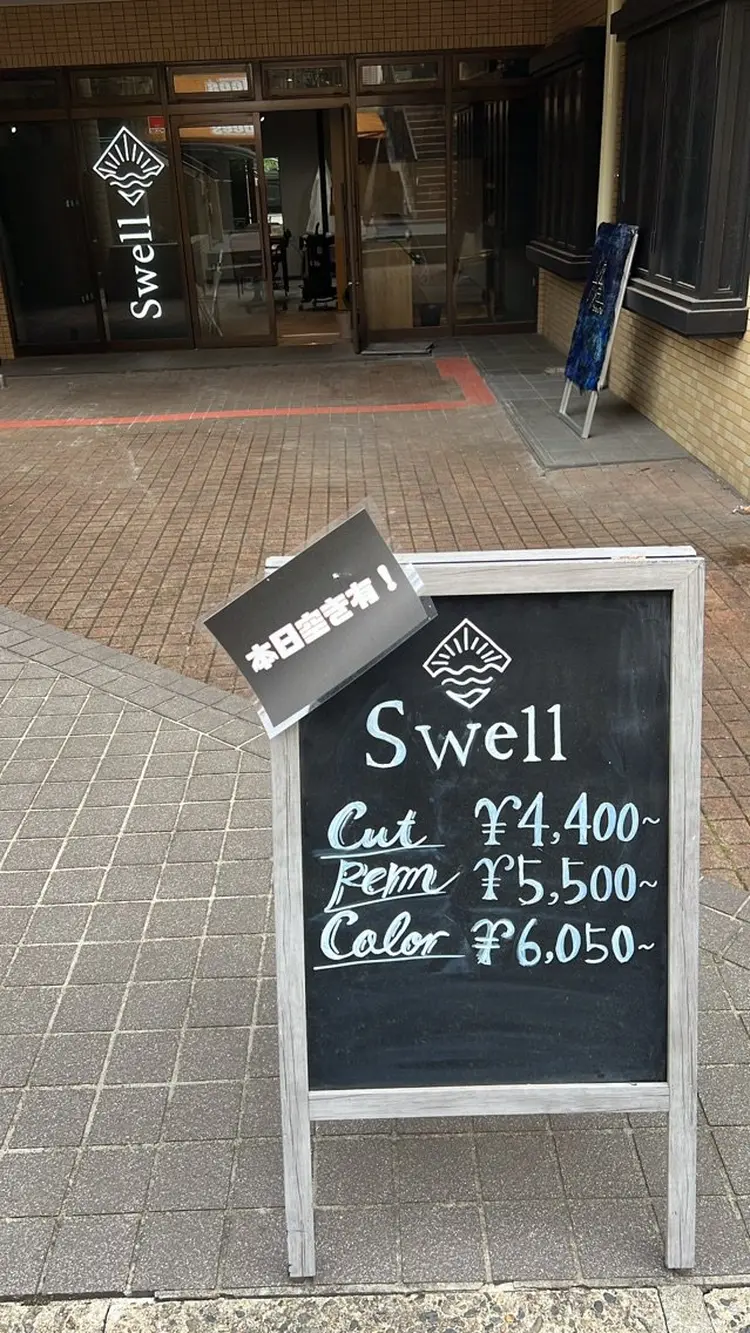 Swell
本日空き有！
Swell
Cut ¥4,400~
Perm ¥5,500~
Color ¥6,050~